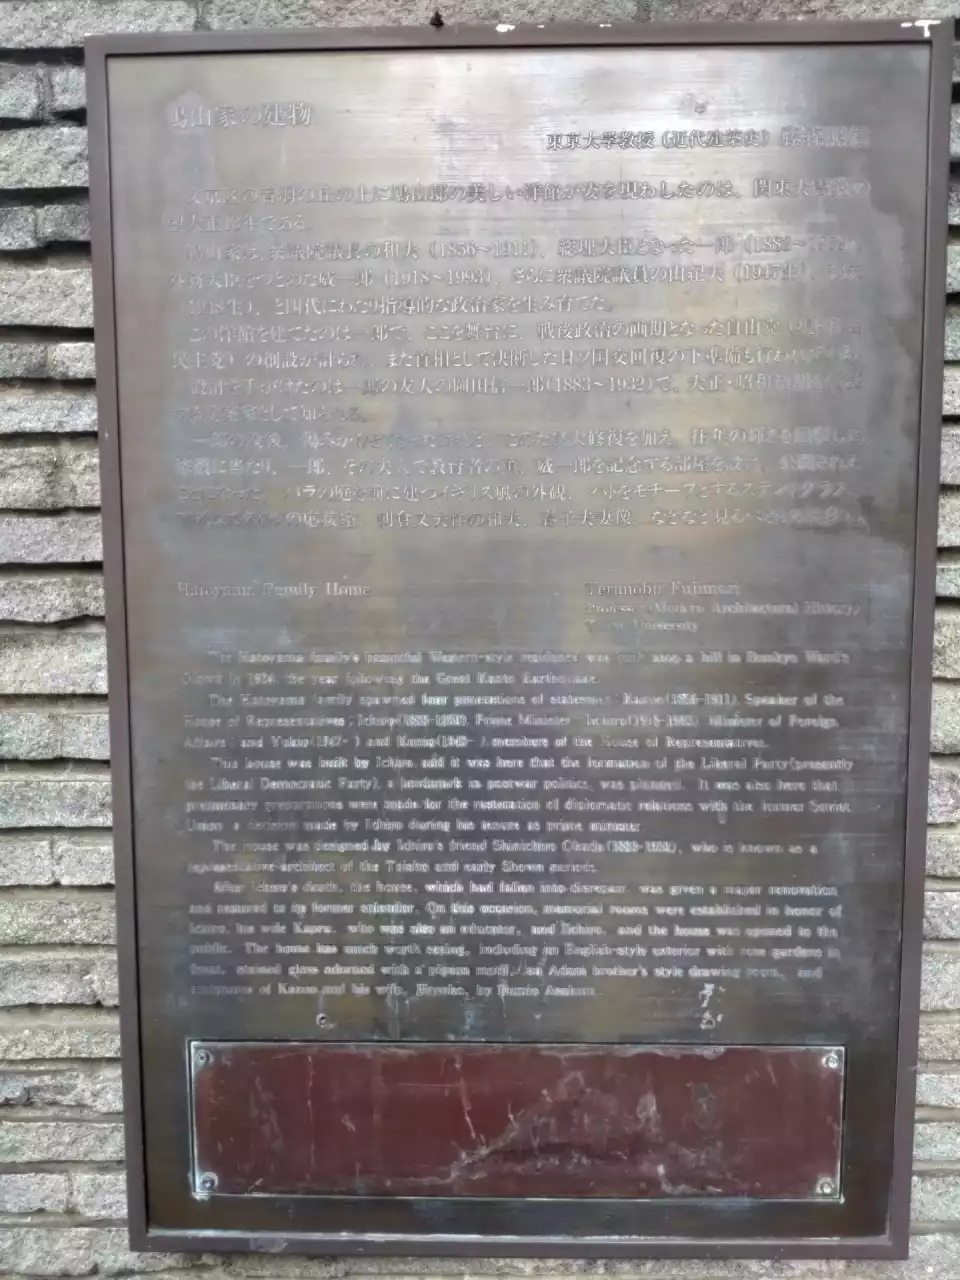 鳩山家の建物
東京大学教授（近代建築史）藤森照信
文京区の音羽の丘の上に鳩山邸の美しい洋館が姿を現わしたのは、関東大震災の
翌大正13年である。
鳩山家は、衆議院議長の和夫（1856〜1911）、総理大臣となった一郎（1883〜
外務大臣をつとめた威一郎（1918〜1993）、さらに衆議院議員の由紀夫（1947生）、邦夫
（1948生）、と四代にわたり指導的な政治家を生み育てた。
この洋館を建てたのは一郎で、ここを舞台に、戦後政治の画期となった自由党（現・自由
民主党）の創設が計られ、また首相として決断した日ソ国交回復の下準備も行われている。
設計を手がけたのは一郎の友人の岡田信一郎（1883〜1932）で、大正・昭和初期を代表
する建築家として知られる。
一郎の没後、傷みがひどかった このたび大修復を加え、往年の輝きを回復した。
修復に当たり、一郎、その夫人で教育者の薫、威一郎を記念する部屋を設け、公開される
ことになった。バラの庭を前に建つイギリス風の外観、ハトをモチーフとするステンドグラス、
の応接室、朝倉文夫作の和夫、春子夫妻像、などなど見るべきものは多い。
Hatoyama Family Home
Terunobu Fujimori
Professor (Modern Architectural History)
Tokyo University
The Hatoyama family's beautiful Western-style residence was built atop a hill in Bunkyo Ward's
Otowa in 1924, the year following the Great Kanto Earthquake.
The Hatoyama family spawned four generations of statesmen: Kazuo(1856-1911), Speaker of the
House of Representatives; Ichiro(1883-1959), Prime Minister; Iichiro(1918-1993), Minister of Foreign
Affairs; and Yukio(1947- ) and Kunio(1948- ) members of the House of Representatives.
This house was built by Ichiro, and it was here that the formation of the Liberal Party(presently
the Liberal Democratic Party), a landmark in postwar politics, was planned. It was also here that
preliminary preparations were made for the restoration of diplomatic relations with the former Soviet
Union, a decision made by Ichiro during his tenure as prime minister.
The house was designed by Ichiro's friend Shinichiro Okada(1883-1932), who is known as a
representative architect of the Taisho and early Showa periods.
After Ichiro's death, the house, which had fallen into disrepair, was given a major renovation
and restored to its former splendor. On this occasion, memorial rooms were established in honor of
Ichiro, his wife Kaoru, who was also an educator, and Iichiro, and the house was opened to the
public. The home has much worth seeing, including an English-style exterior with rose gardens in
front, stained glass adorned with a pigeon motif, an Adam brother's style drawing room, and
sculptures of Kazuo and his wife, Haruko, by Fumio Asakura.